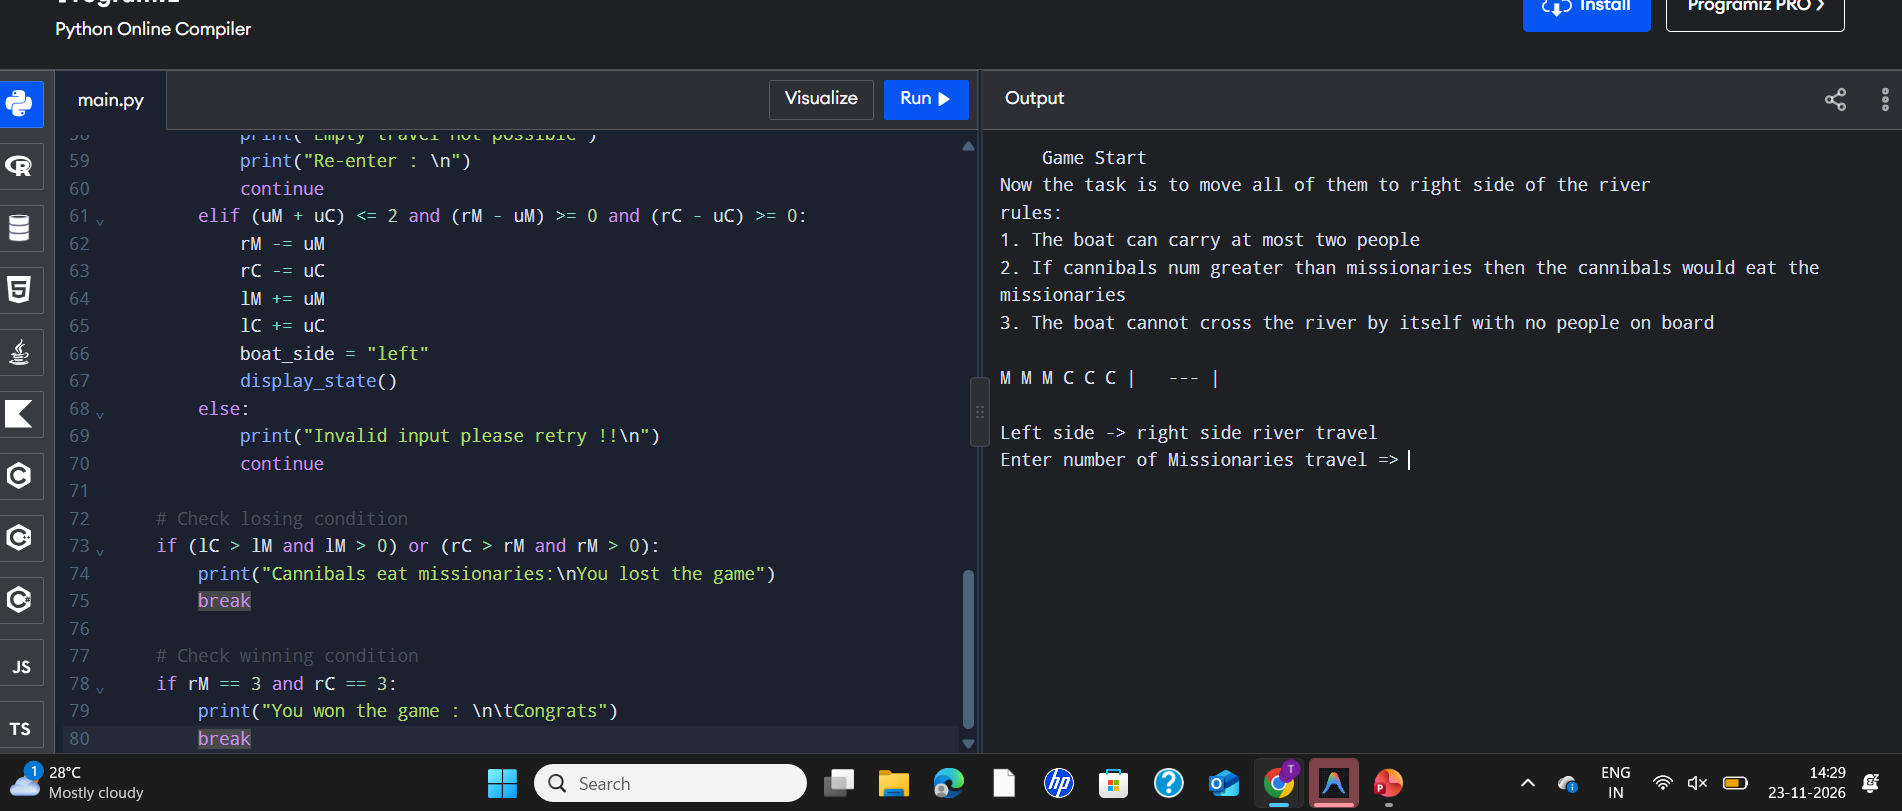 Programiz
Python Online Compiler
Install
Programiz PRO >
main.py
Visualize
Run
Output
58 print("Empty travel not possible")
59 print("Re-enter : \n")
60 continue
61 elif (uM + uC) <= 2 and (rM - uM) >= 0 and (rC - uC) >= 0:
62 rM -= uM
63 rC -= uC
64 lM += uM
65 lC += uC
66 boat_side = "left"
67 display_state()
68 else:
69 print("Invalid input please retry !!\n")
70 continue
71
72 # Check losing condition
73 if (lC > lM and lM > 0) or (rC > rM and rM > 0):
74 print("Cannibals eat missionaries:\nYou lost the game")
75 break
76
77 # Check winning condition
78 if rM == 3 and rC == 3:
79 print("You won the game : \n\tCongrats")
80 break
Game Start
Now the task is to move all of them to right side of the river
rules:
1. The boat can carry at most two people
2. If cannibals num greater than missionaries then the cannibals would eat the
missionaries
3. The boat cannot cross the river by itself with no people on board
M M M C C C | --- |
Left side -> right side river travel
Enter number of Missionaries travel =>
JS
TS
1
28°C
Mostly cloudy
Search
hp
T
ENG
IN
14:29
23-11-2026